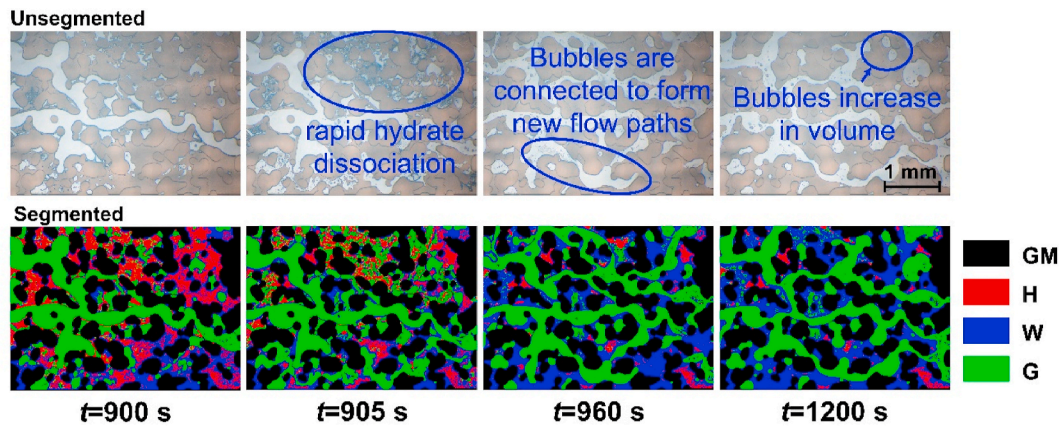 Unsegmented
rapid hydrate
dissociation
Bubbles are
connected to form
new flow paths
Bubbles increase
in volume
1 mm
Segmented
GM
H
W
G
t=900 s
t=905 s
t=960 s
t=1200 s